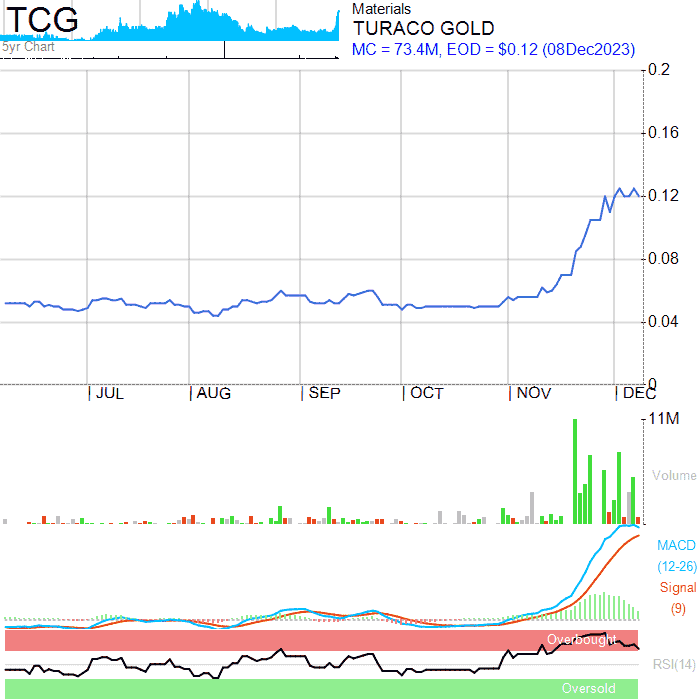 TCG
5yr Chart
Materials
TURACO GOLD
MC = 73.4M, EOD = $0.12 (08Dec2023)
0.2
0.16
0.12
0.08
0.04
0
JUL AUG SEP OCT NOV DEC
11M
Volume
MACD
(12-26)
Signal
(9)
Overbought
RSI(14)
Oversold